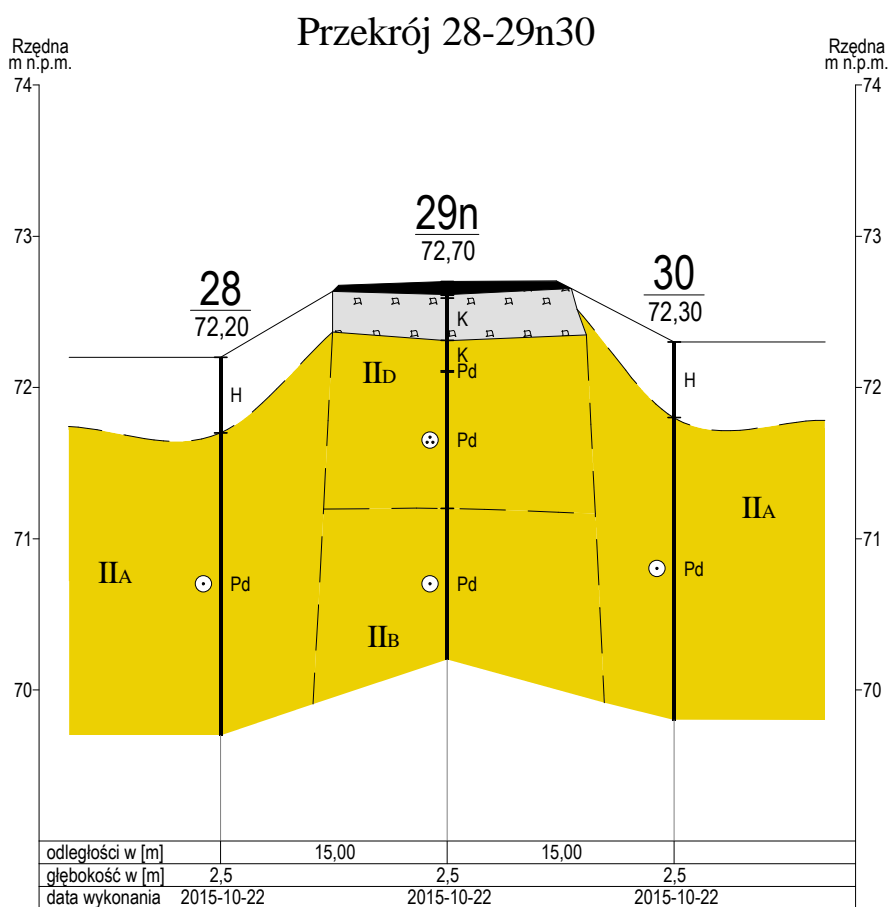 Przekrój 28-29n30
Rzędna
m n.p.m.
Rzędna
m n.p.m.
74
74
73
73
29n
72,70
28
72,20
30
72,30
K
K
72
72
H
H
IID
Pd
Pd
71
71
IIA
IIA
Pd
Pd
Pd
IIB
70
70
odległości w [m] 15,00 15,00
głębokość w [m] 2,5 2,5 2,5
data wykonania 2015-10-22 2015-10-22 2015-10-22